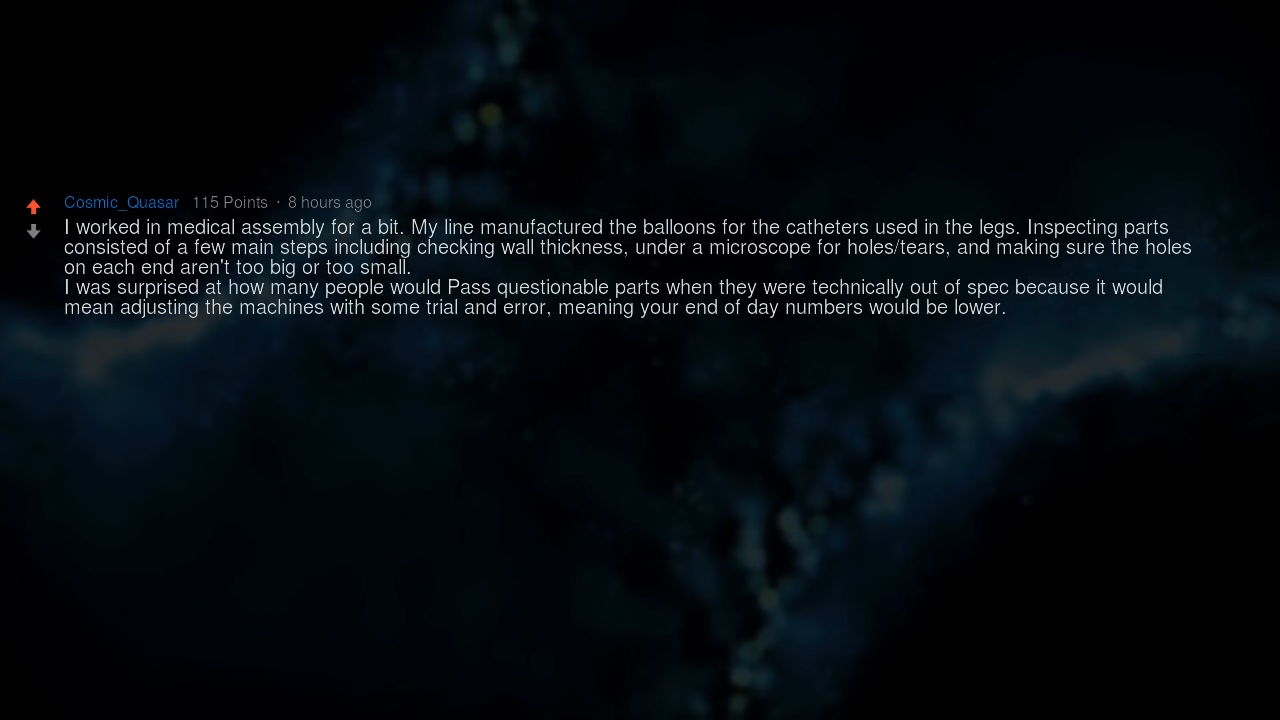 Cosmic_Quasar 115 Points · 8 hours ago
I worked in medical assembly for a bit. My line manufactured the balloons for the catheters used in the legs. Inspecting parts
consisted of a few main steps including checking wall thickness, under a microscope for holes/tears, and making sure the holes
on each end aren't too big or too small.
I was surprised at how many people would Pass questionable parts when they were technically out of spec because it would
mean adjusting the machines with some trial and error, meaning your end of day numbers would be lower.